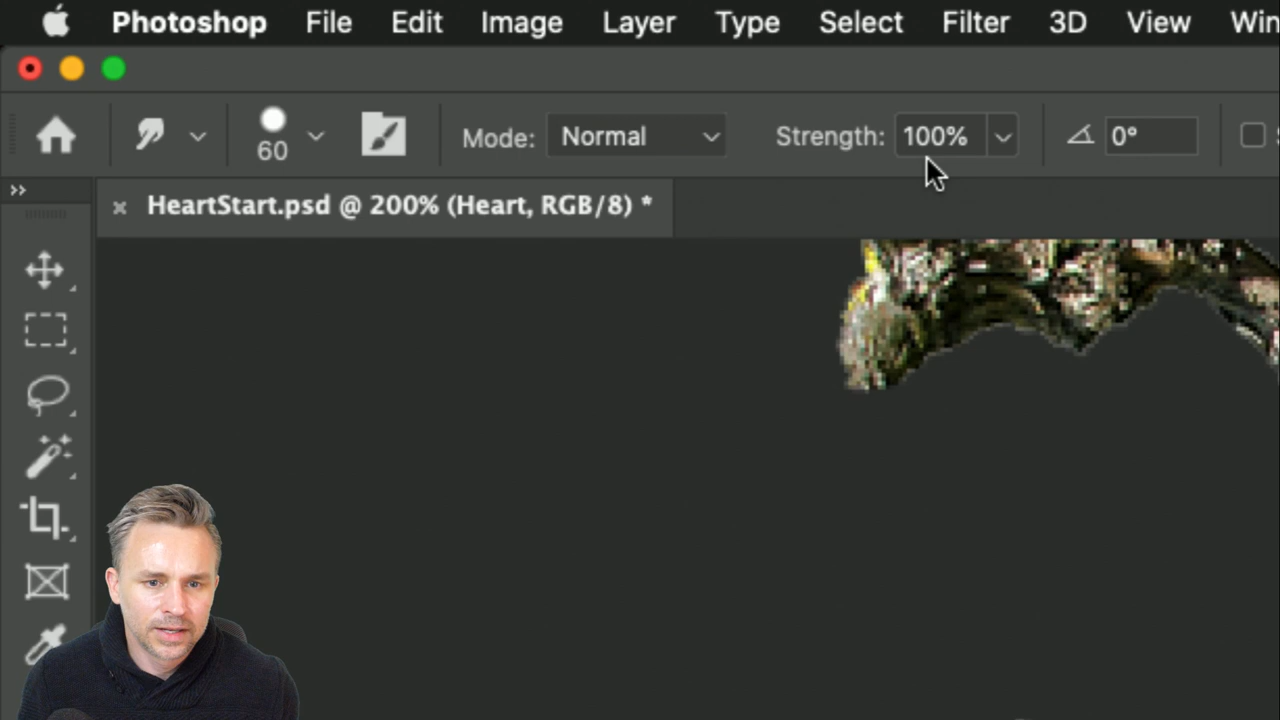 Photoshop File Edit Image Layer Type Select Filter 3D View
60 Mode: Normal Strength: 100% 0°
HeartStart.psd @ 200% (Heart, RGB/8) *